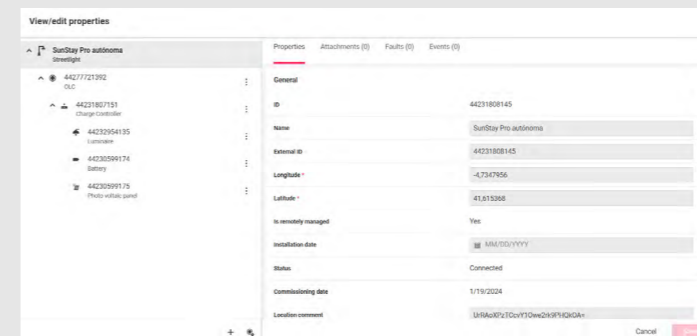 View/edit properties
SunStay Pro autónoma
Streetlight
44277721392
OLC
44231807151
Charge Controller
44232954135
Luminaire
44230599174
Battery
44230599175
Photo voltaic panel
Properties Attachments (0) Faults (0) Events (0)
General
ID 44231808145
Name SunStay Pro autónoma
External ID 44231808145
Longitude * -4,7347956
Latitude * 41,615368
Is remotely managed Yes
Installation date MM/DD/YYYY
Status Connected
Commissioning date 1/19/2024
Location comment
Cancel